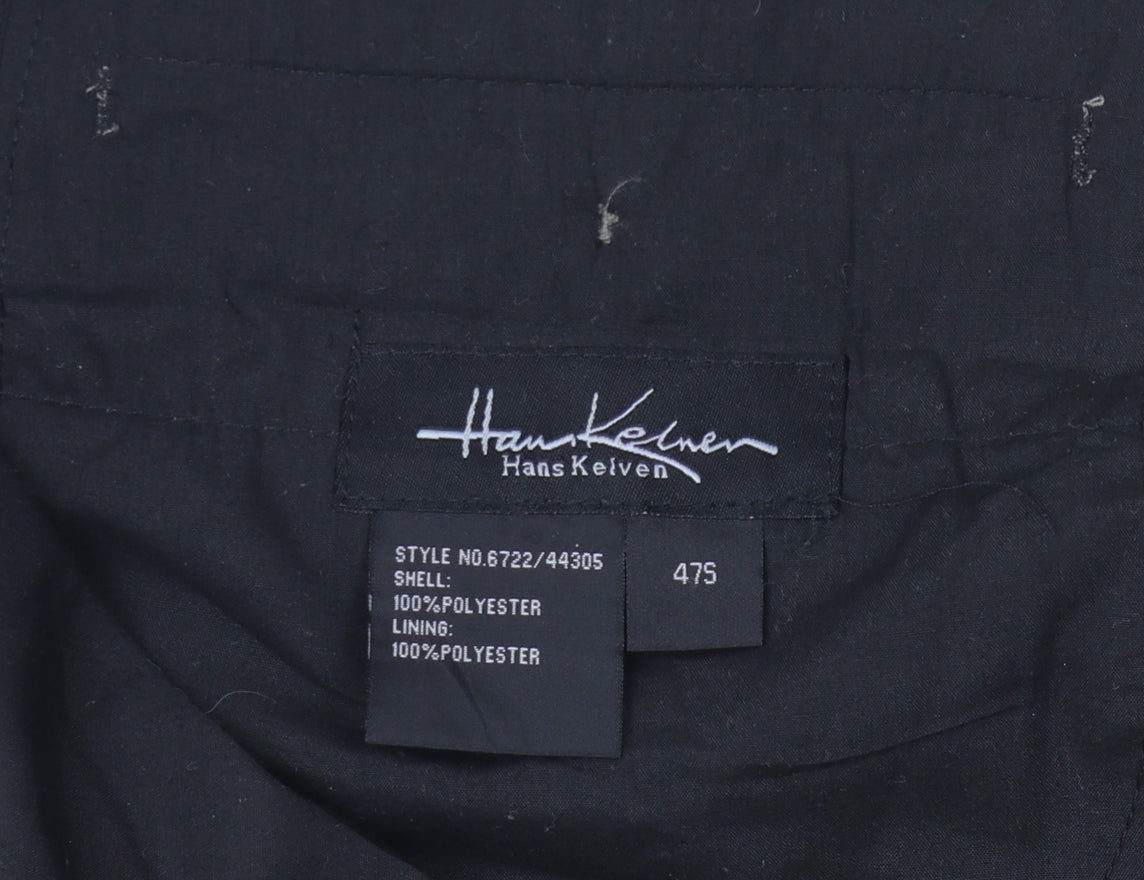 Hans Kelven
Hans Kelven
STYLE NO.6722/44305
47S
SHELL:
100%POLYESTER
LINING:
100%POLYESTER